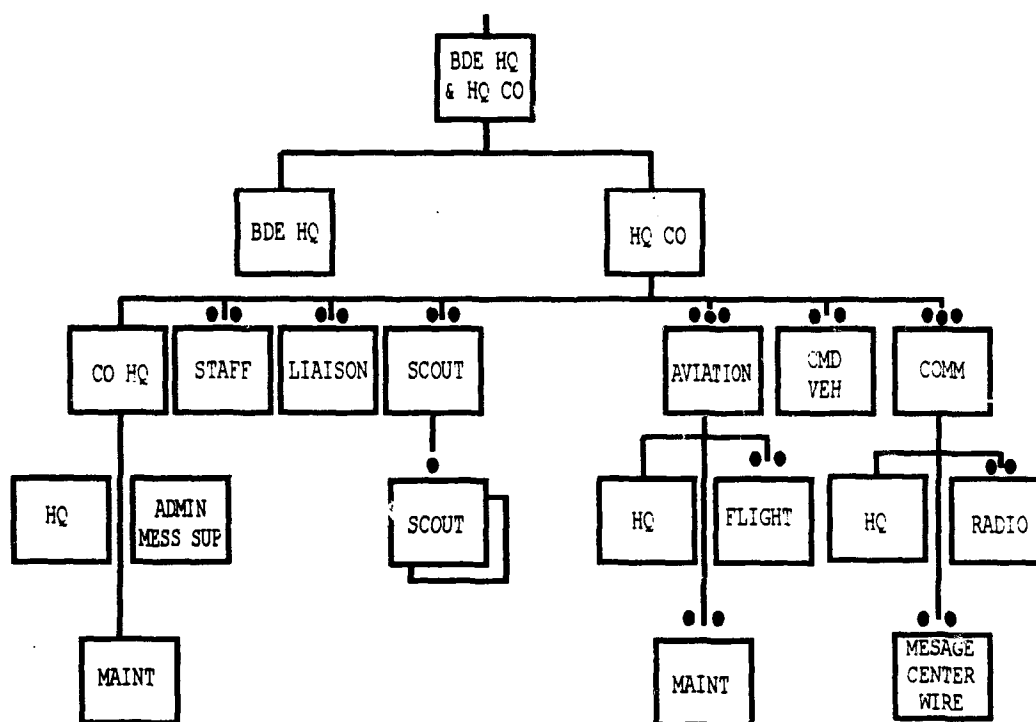 BDE HQ
& HQ CO
BDE HQ
HQ CO
CO HQ
STAFF
LIAISON
SCOUT
AVIATION
CMD
VEH
COMM
HQ
ADMIN
MESS SUP
SCOUT
HQ
FLIGHT
HQ
RADIO
MAINT
MAINT
MESAGE
CENTER
WIRE